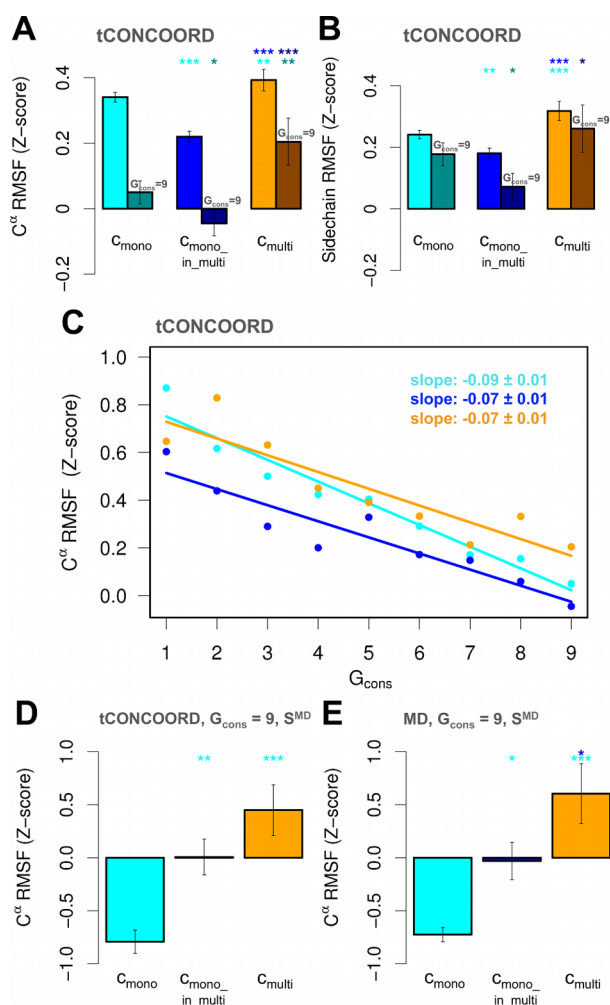 A
tCONCOORD
*** * *** ***
** **
Cα RMSF (Z−score)
0.4
0.2
0
−0.2
Gcons=9
Gcons=9
Gcons=9
cmono
cmono_
in_multi
cmulti
B
tCONCOORD
** * *** *
***
Sidechain RMSF (Z−score)
0.4
0.2
0
−0.2
Gcons=9
Gcons=9
Gcons=9
cmono
cmono_
in_multi
cmulti
C
tCONCOORD
Cα RMSF (Z−score)
1.0
0.8
0.6
0.4
0.2
0.0
slope: -0.09 ± 0.01
slope: -0.07 ± 0.01
slope: -0.07 ± 0.01
1 2 3 4 5 6 7 8 9
Gcons
D
tCONCOORD, Gcons = 9, SMD
** ***
Cα RMSF (Z−score)
1.0
0.5
0.0
−0.5
−1.0
cmono
cmono_
in_multi
cmulti
E
MD, Gcons = 9, SMD
*
* ***
Cα RMSF (Z−score)
1.0
0.5
0.0
−0.5
−1.0
cmono
cmono_
in_multi
cmulti